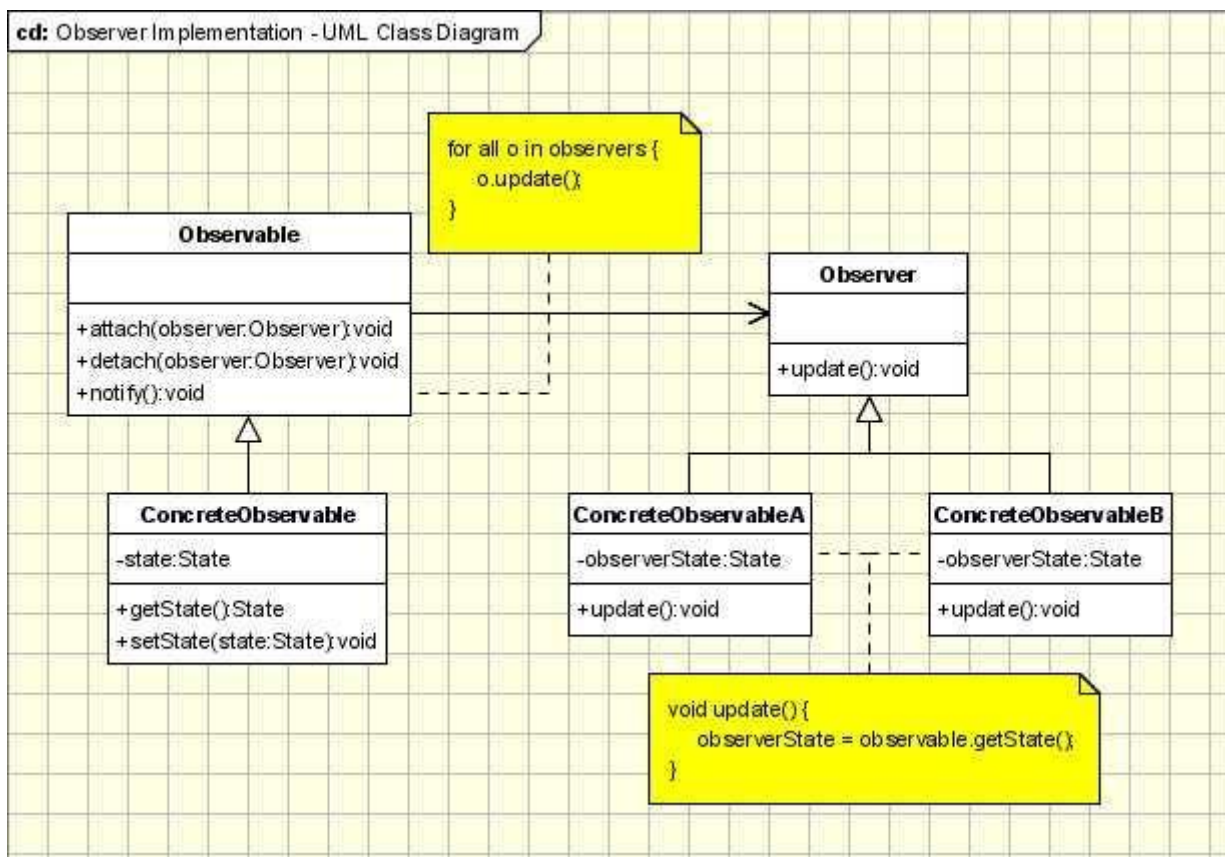 cd: Observer Implementation - UML Class Diagram
for all o in observers {
o.update();
}
Observable
+attach(observer:Observer):void
+detach(observer:Observer):void
+notify():void
Observer
+update():void
ConcreteObservable
-state:State
+getState():State
+setState(state:State):void
ConcreteObservableA
-observerState:State
+update():void
ConcreteObservableB
-observerState:State
+update():void
void update() {
observerState = observable.getState();
}